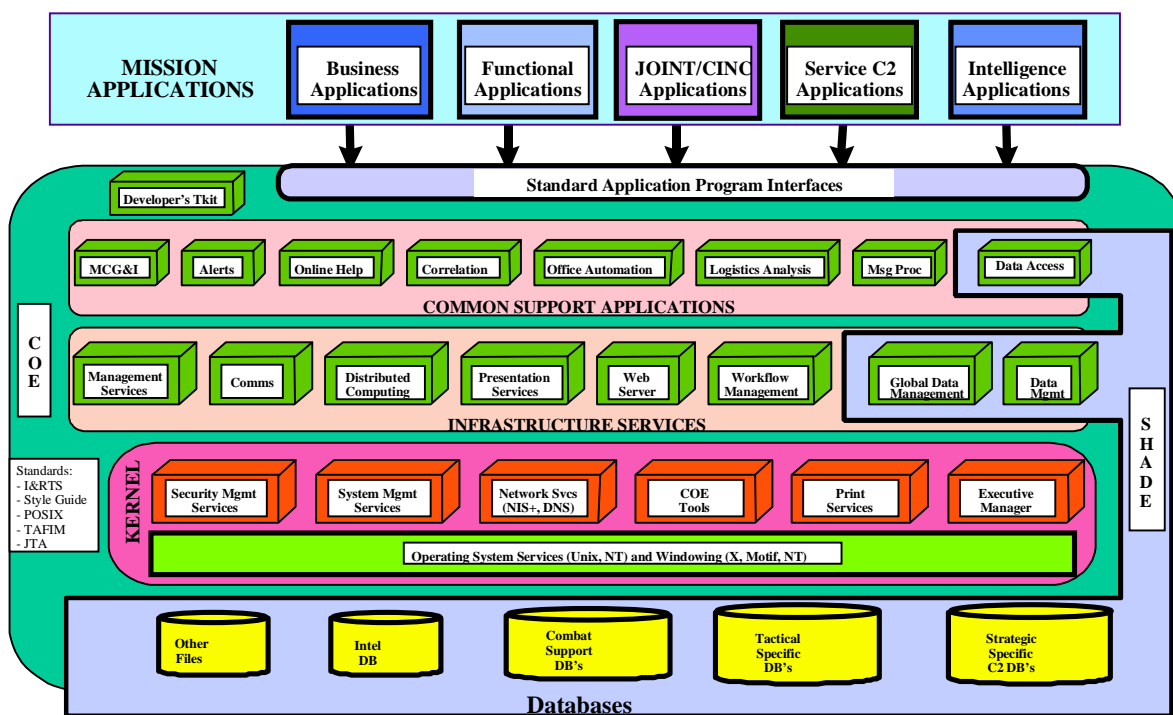 MISSION
APPLICATIONS
Business
Applications
Functional
Applications
JOINT/CINC
Applications
Service C2
Applications
Intelligence
Applications
Standard Application Program Interfaces
Developer's Tkit
MCG&I
Alerts
Online Help
Correlation
Office Automation
Logistics Analysis
Msg Proc
Data Access
COMMON SUPPORT APPLICATIONS
C
O
E
Management
Services
Comms
Distributed
Computing
Presentation
Services
Web
Server
Workflow
Management
Global Data
Management
Data
Mgmt
INFRASTRUCTURE SERVICES
S
H
A
D
E
Standards:
- I&RTS
- Style Guide
- POSIX
- TAFIM
- JTA
KERNEL
Security Mgmt
Services
System Mgmt
Services
Network Svcs
(NIS+, DNS)
COE
Tools
Print
Services
Executive
Manager
Operating System Services (Unix, NT) and Windowing (X, Motif, NT)
Other
Files
Intel
DB
Combat
Support
DB's
Tactical
Specific
DB's
Strategic
Specific
C2 DB's
Databases